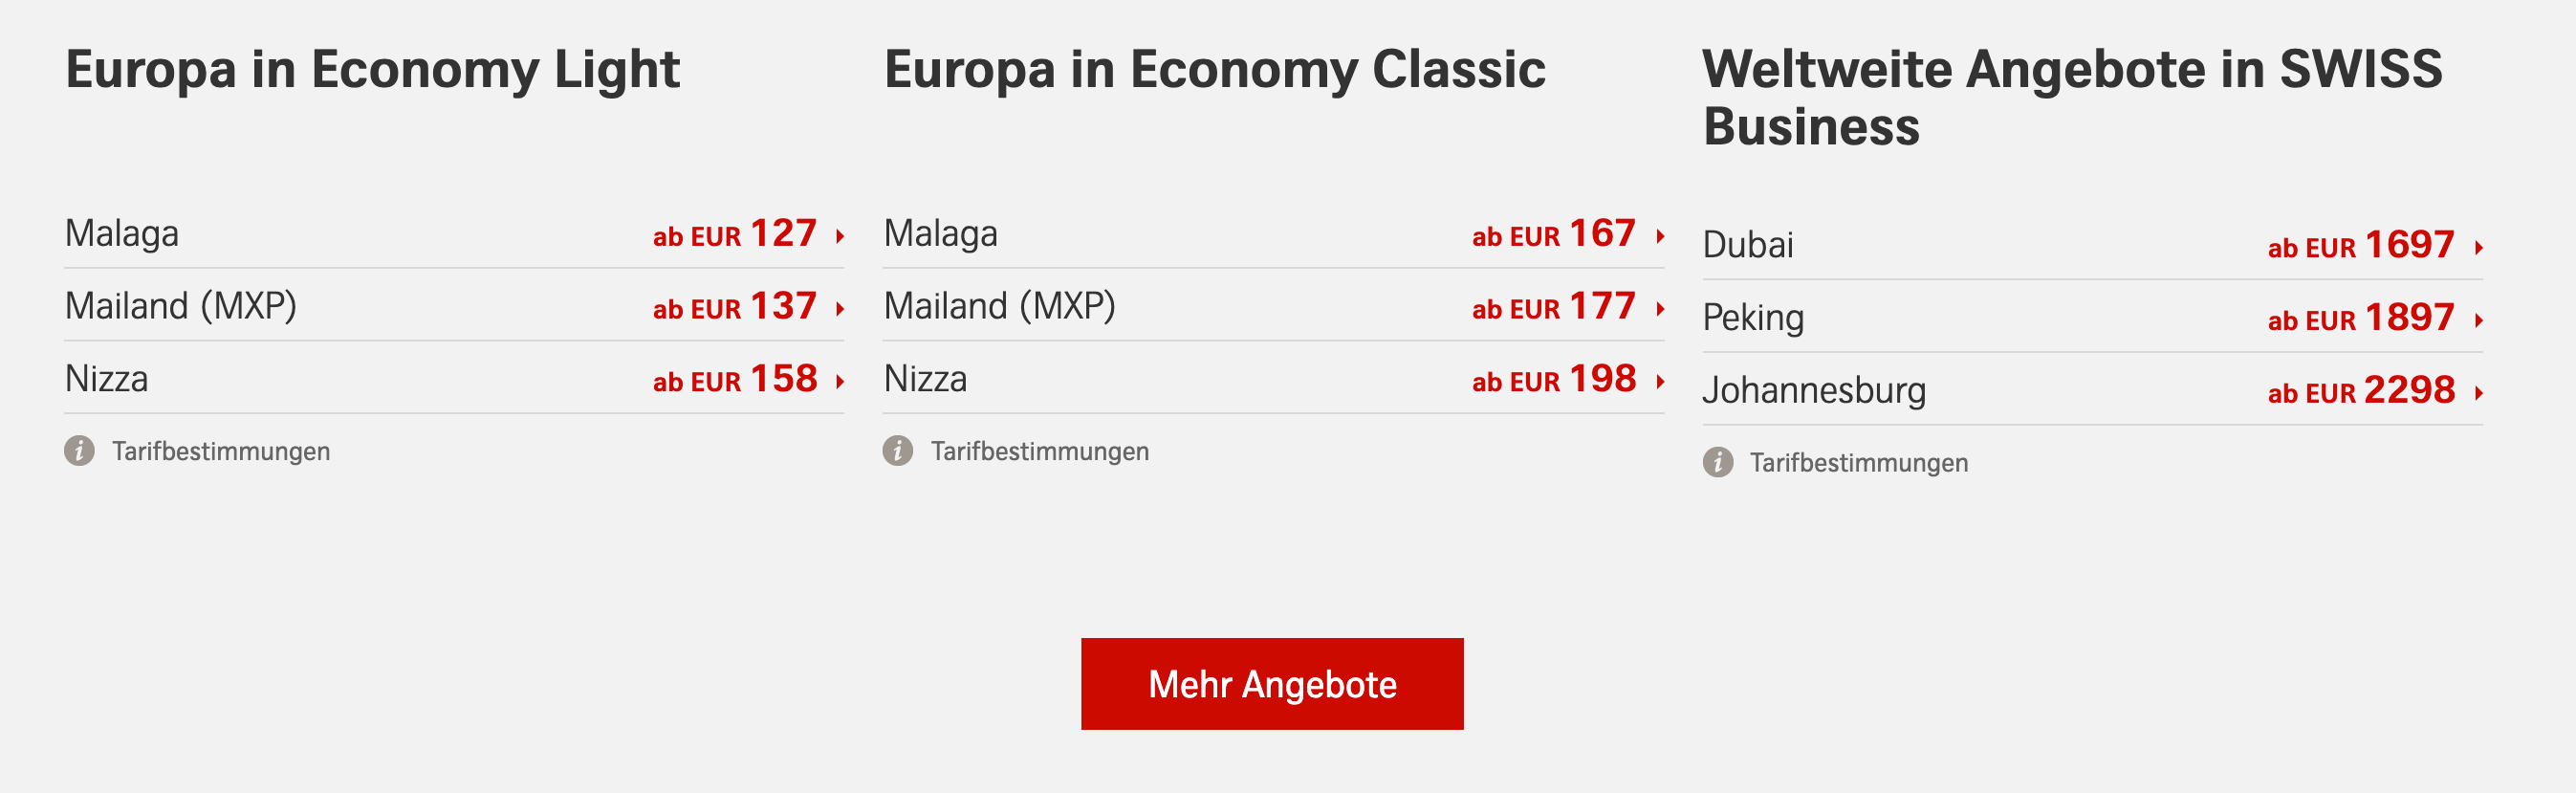 Europa in Economy Light
Malaga ab EUR 127
Mailand (MXP) ab EUR 137
Nizza ab EUR 158
Tarifbestimmungen
Europa in Economy Classic
Malaga ab EUR 167
Mailand (MXP) ab EUR 177
Nizza ab EUR 198
Tarifbestimmungen
Weltweite Angebote in SWISS
Business
Dubai ab EUR 1697
Peking ab EUR 1897
Johannesburg ab EUR 2298
Tarifbestimmungen
Mehr Angebote